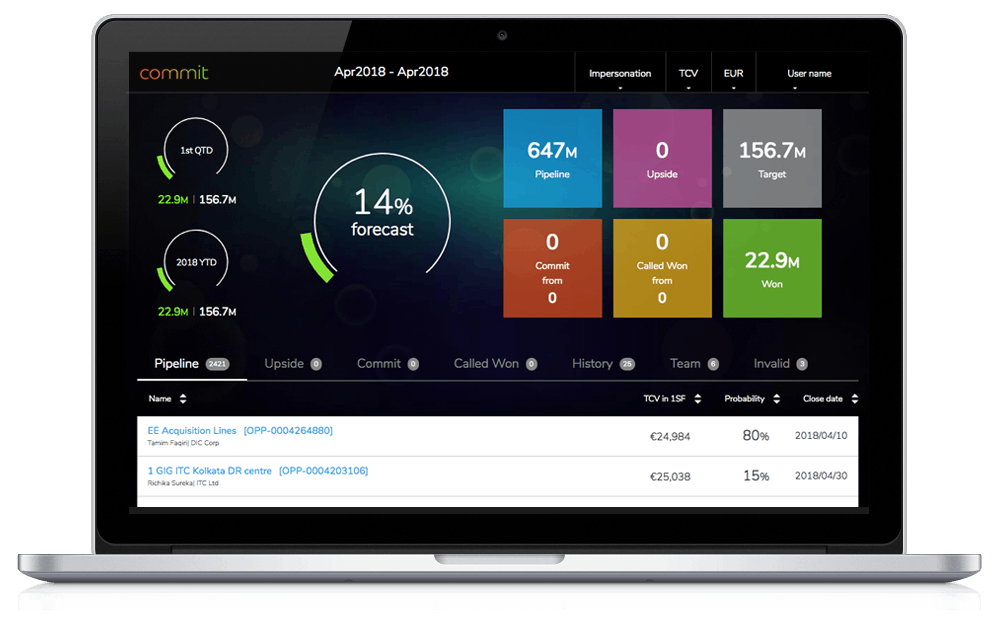 commit
Apr2018 - Apr2018
Impersonation
TCV
EUR
User name
1st QTD
22.9M | 156.7M
2018 YTD
22.9M | 156.7M
14%
forecast
647M
Pipeline
0
Upside
156.7M
Target
0
Commit
from
0
0
Called Won
from
0
22.9M
Won
Pipeline 2421
Upside 0
Commit 0
Called Won 0
History 25
Team 6
Invalid 3
Name
TCV in 1SF
Probability
Close date
EE Acquisition Lines [OPP-0004264880]
Tamim Faqiri| DIC Corp
€24,984
80%
2018/04/10
1 GIG ITC Kolkata DR centre [OPP-0004203106]
Richika Sureka| ITC Ltd
€25,038
15%
2018/04/30